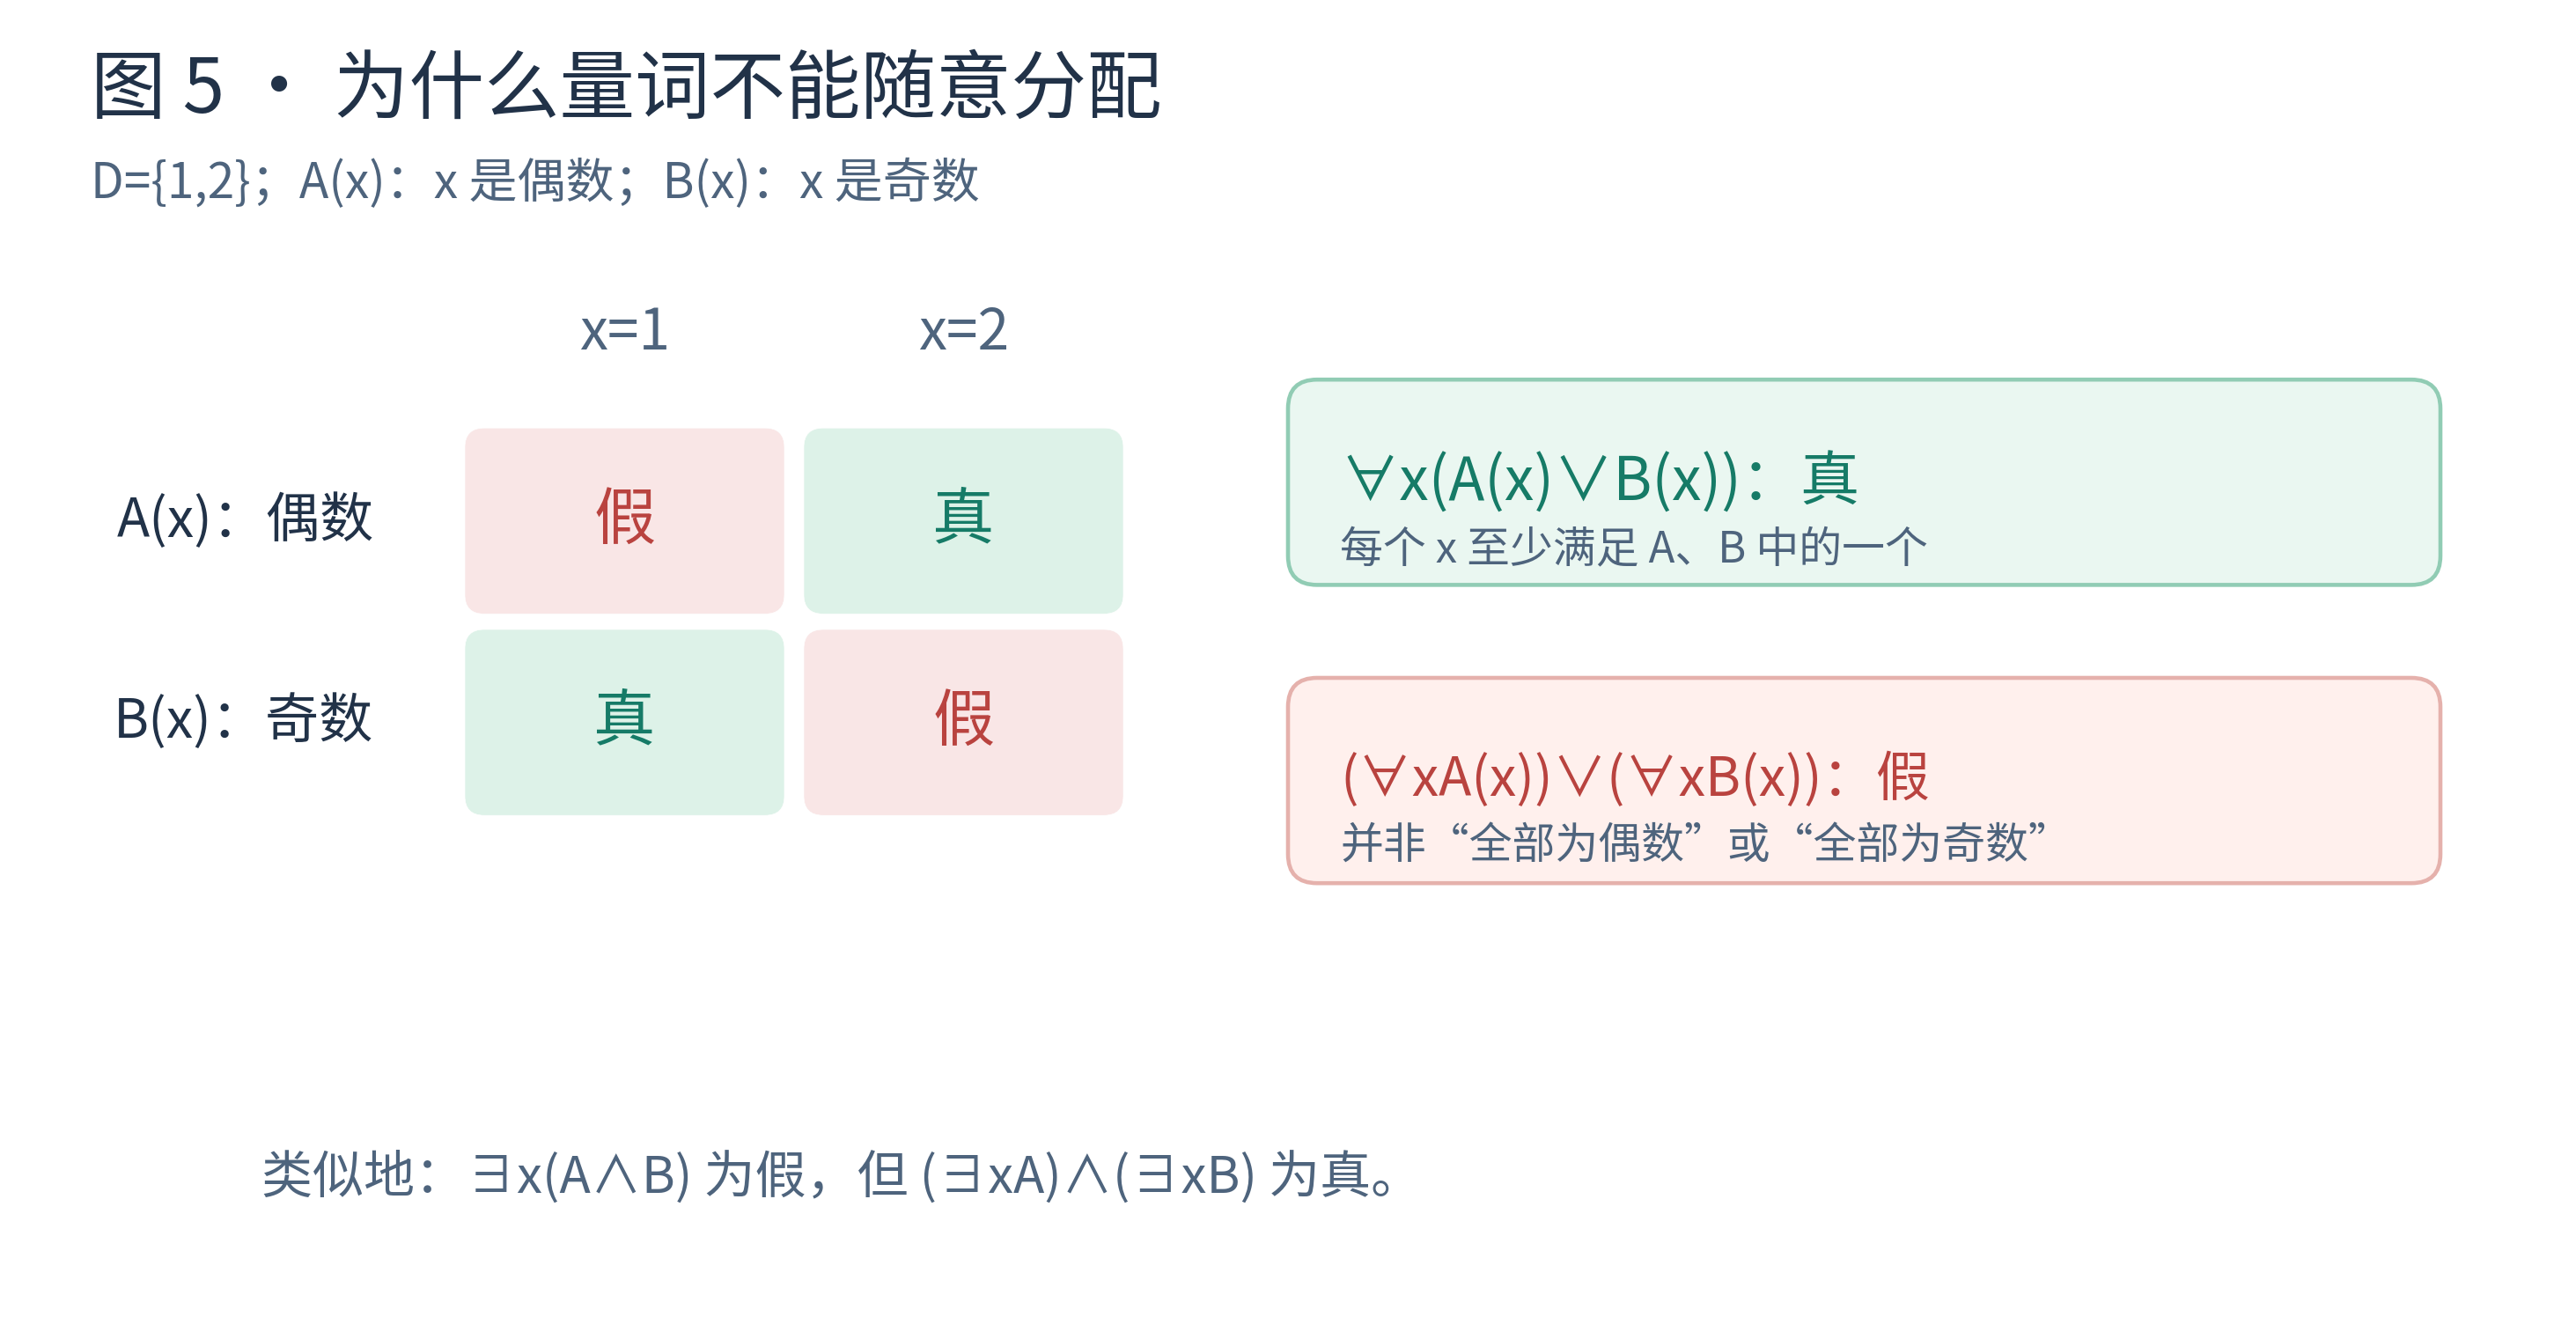 图 5 · 为什么量词不能随意分配
D={1,2}；A(x)：x 是偶数；B(x)：x 是奇数
x=1 x=2
A(x)：偶数 假 真
B(x)：奇数 真 假
∀x(A(x)∨B(x))：真
每个 x 至少满足 A、B 中的一个
(∀xA(x))∨(∀xB(x))：假
并非“全部为偶数”或“全部为奇数”
类似地：∃x(A∧B) 为假，但 (∃xA)∧(∃xB) 为真。